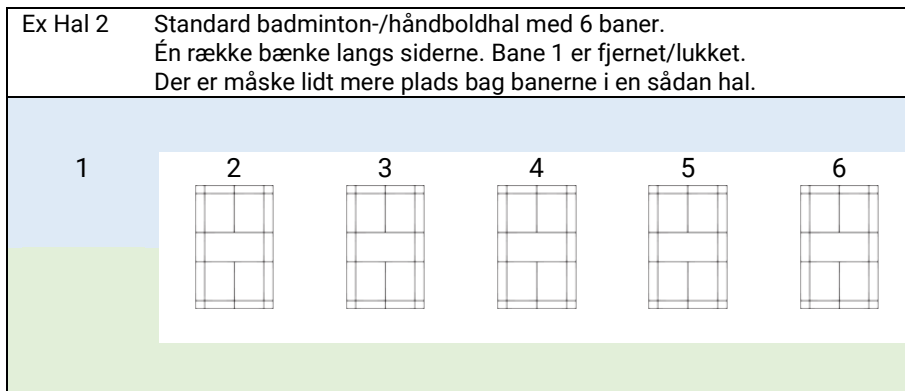 Ex Hal 2 Standard badminton-/håndboldhal med 6 baner.
Én række bænke langs siderne. Bane 1 er fjernet/lukket.
Der er måske lidt mere plads bag banerne i en sådan hal.
1 2 3 4 5 6